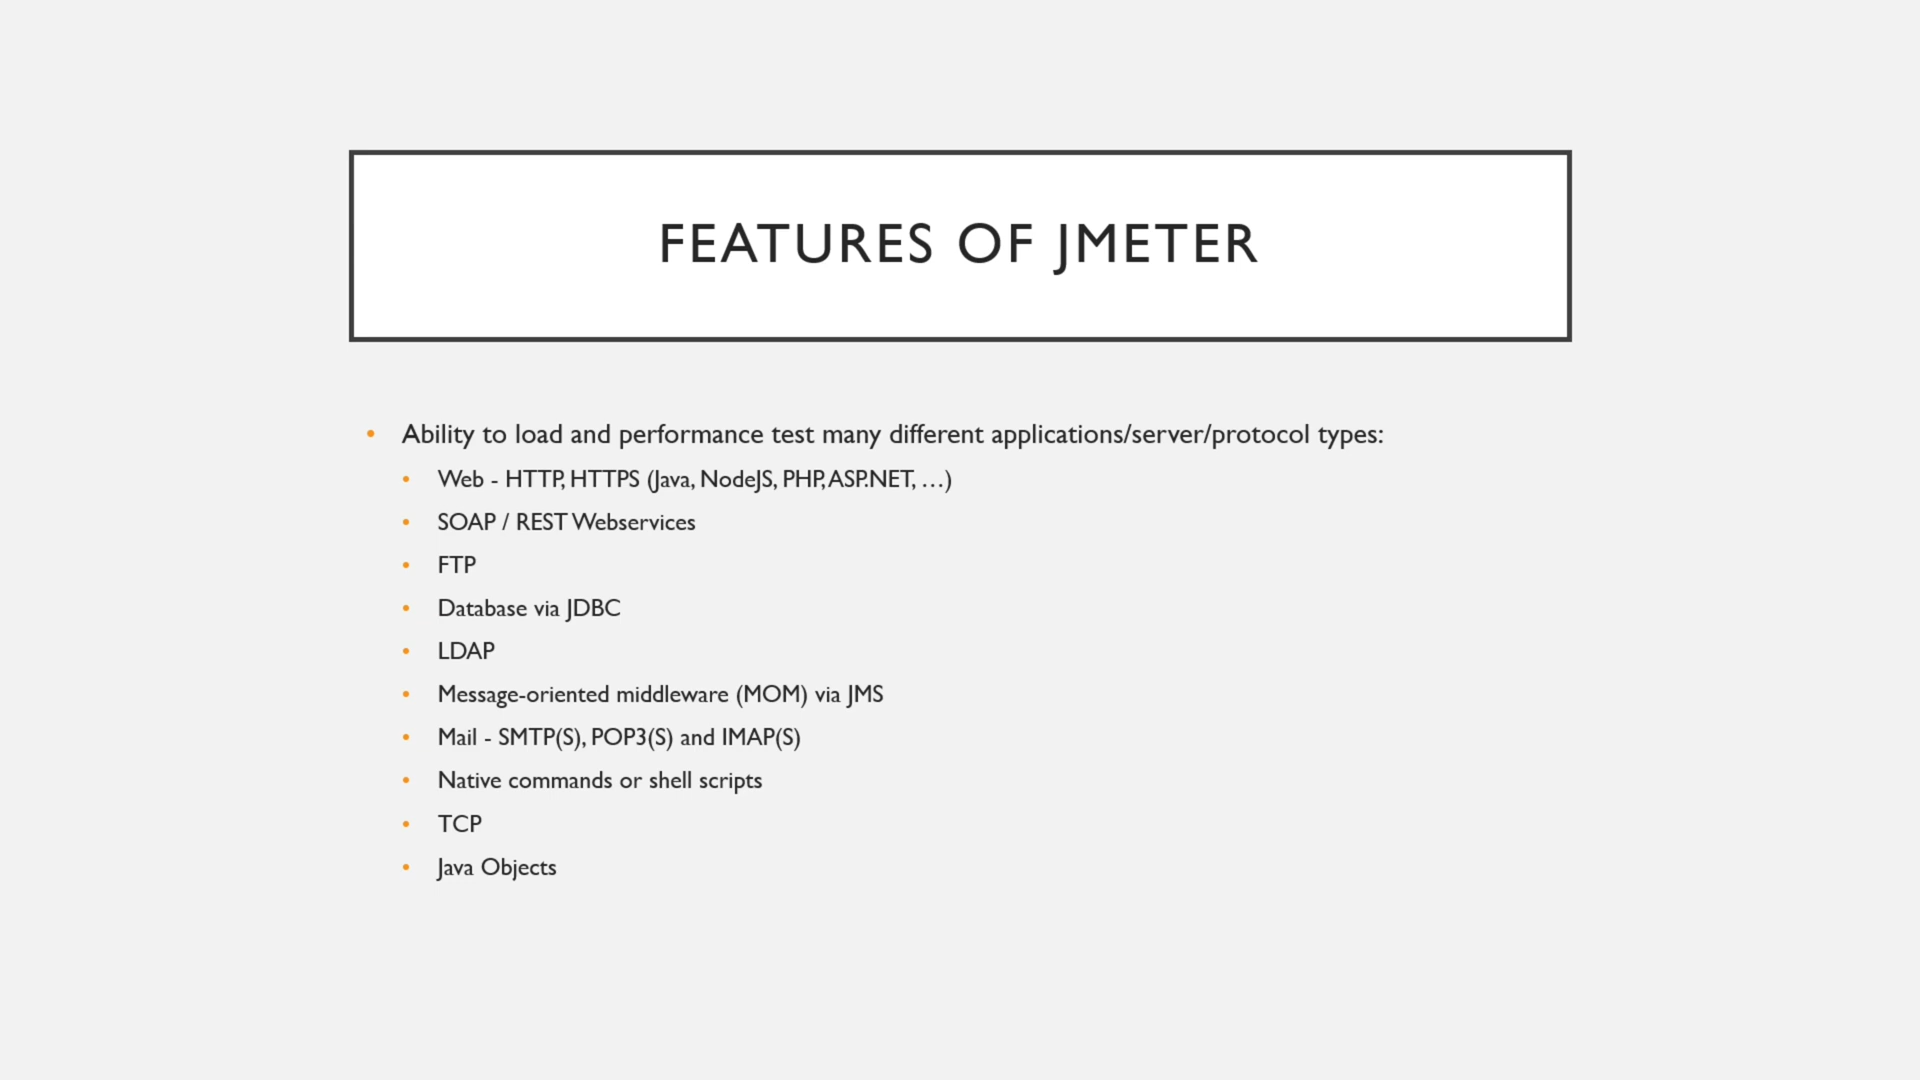 FEATURES OF JMETER
• Ability to load and performance test many different applications/server/protocol types:
• Web - HTTP, HTTPS (Java, NodeJS, PHP, ASP.NET, …)
• SOAP / REST Webservices
• FTP
• Database via JDBC
• LDAP
• Message-oriented middleware (MOM) via JMS
• Mail - SMTP(S), POP3(S) and IMAP(S)
• Native commands or shell scripts
• TCP
• Java Objects